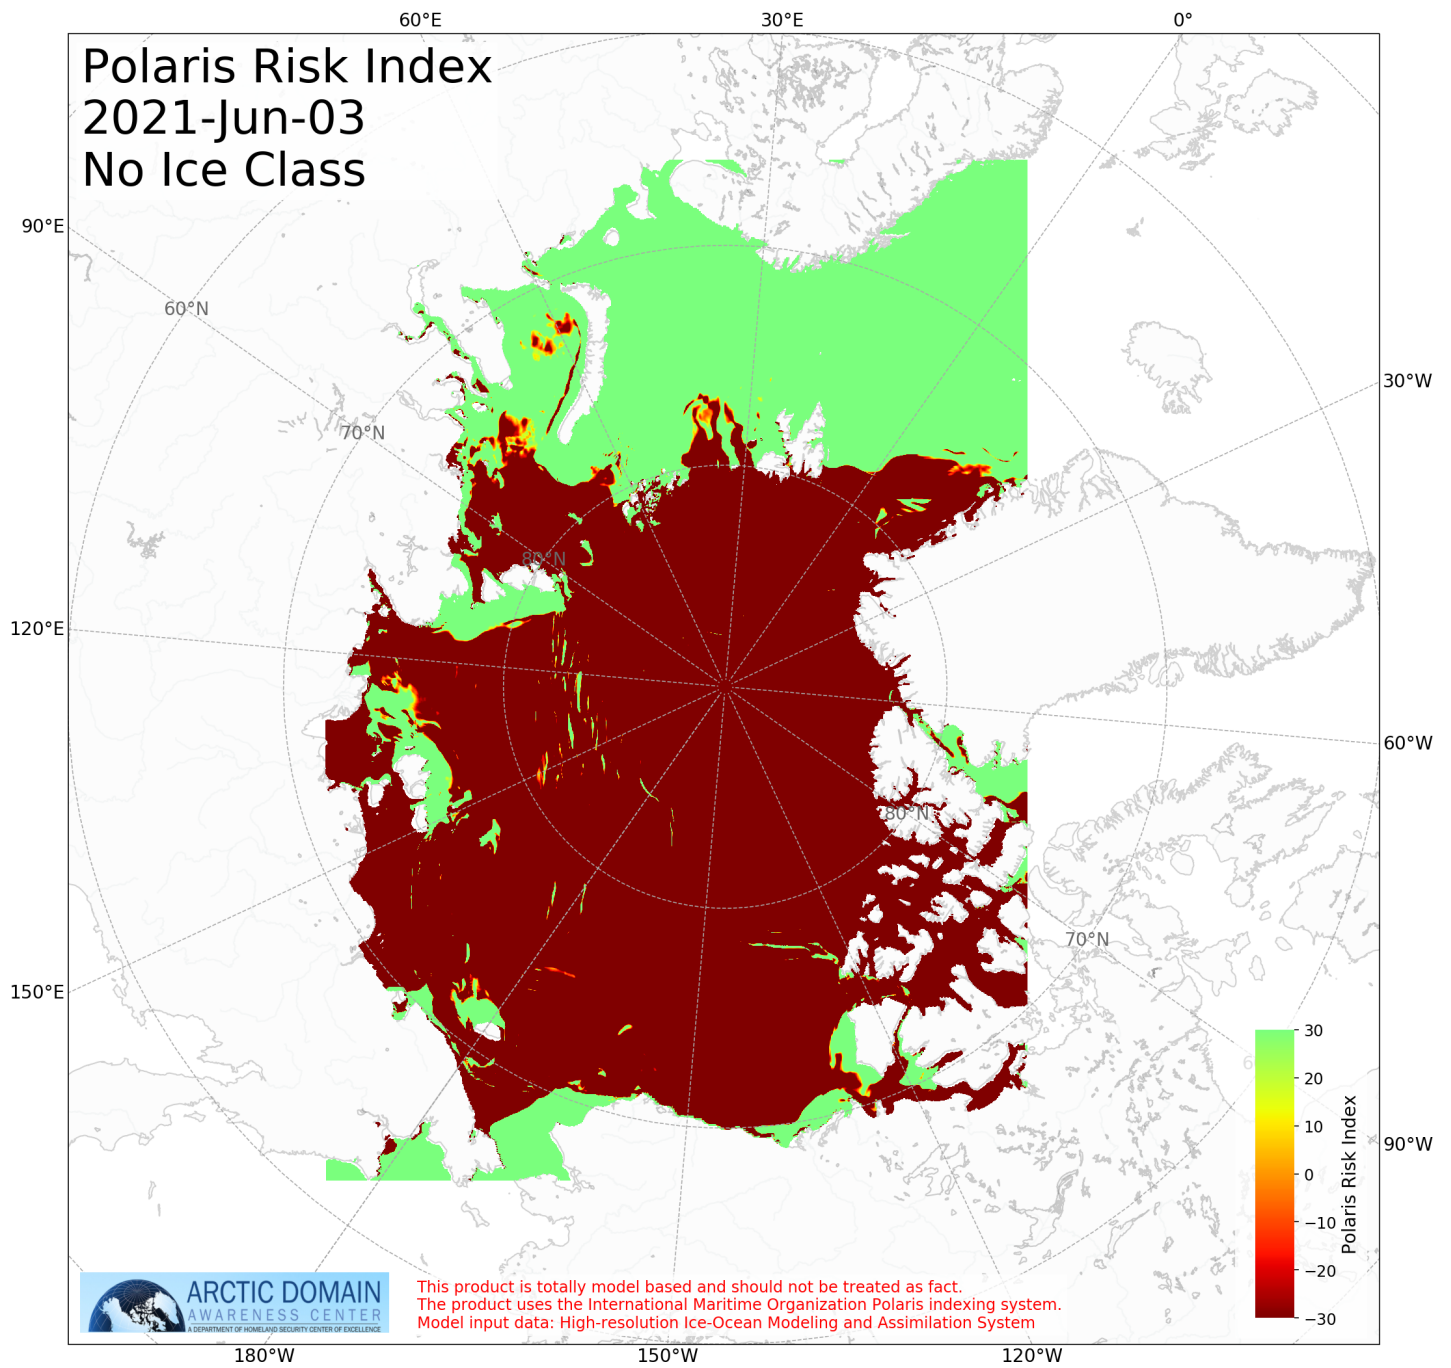 60°E 30°E 0°
Polaris Risk Index
2021-Jun-03
No Ice Class
90°E
60°N
30°W
70°N
80°N
120°E
60°W
80°N
70°N
150°E
30
20
10
0
−10
−20
−30
Polaris Risk Index
90°W
ARCTIC DOMAIN
AWARENESS CENTER
A DEPARTMENT OF HOMELAND SECURITY CENTER OF EXCELLENCE
This product is totally model based and should not be treated as fact.
The product uses the International Maritime Organization Polaris indexing system.
Model input data: High-resolution Ice-Ocean Modeling and Assimilation System
180°W 150°W 120°W